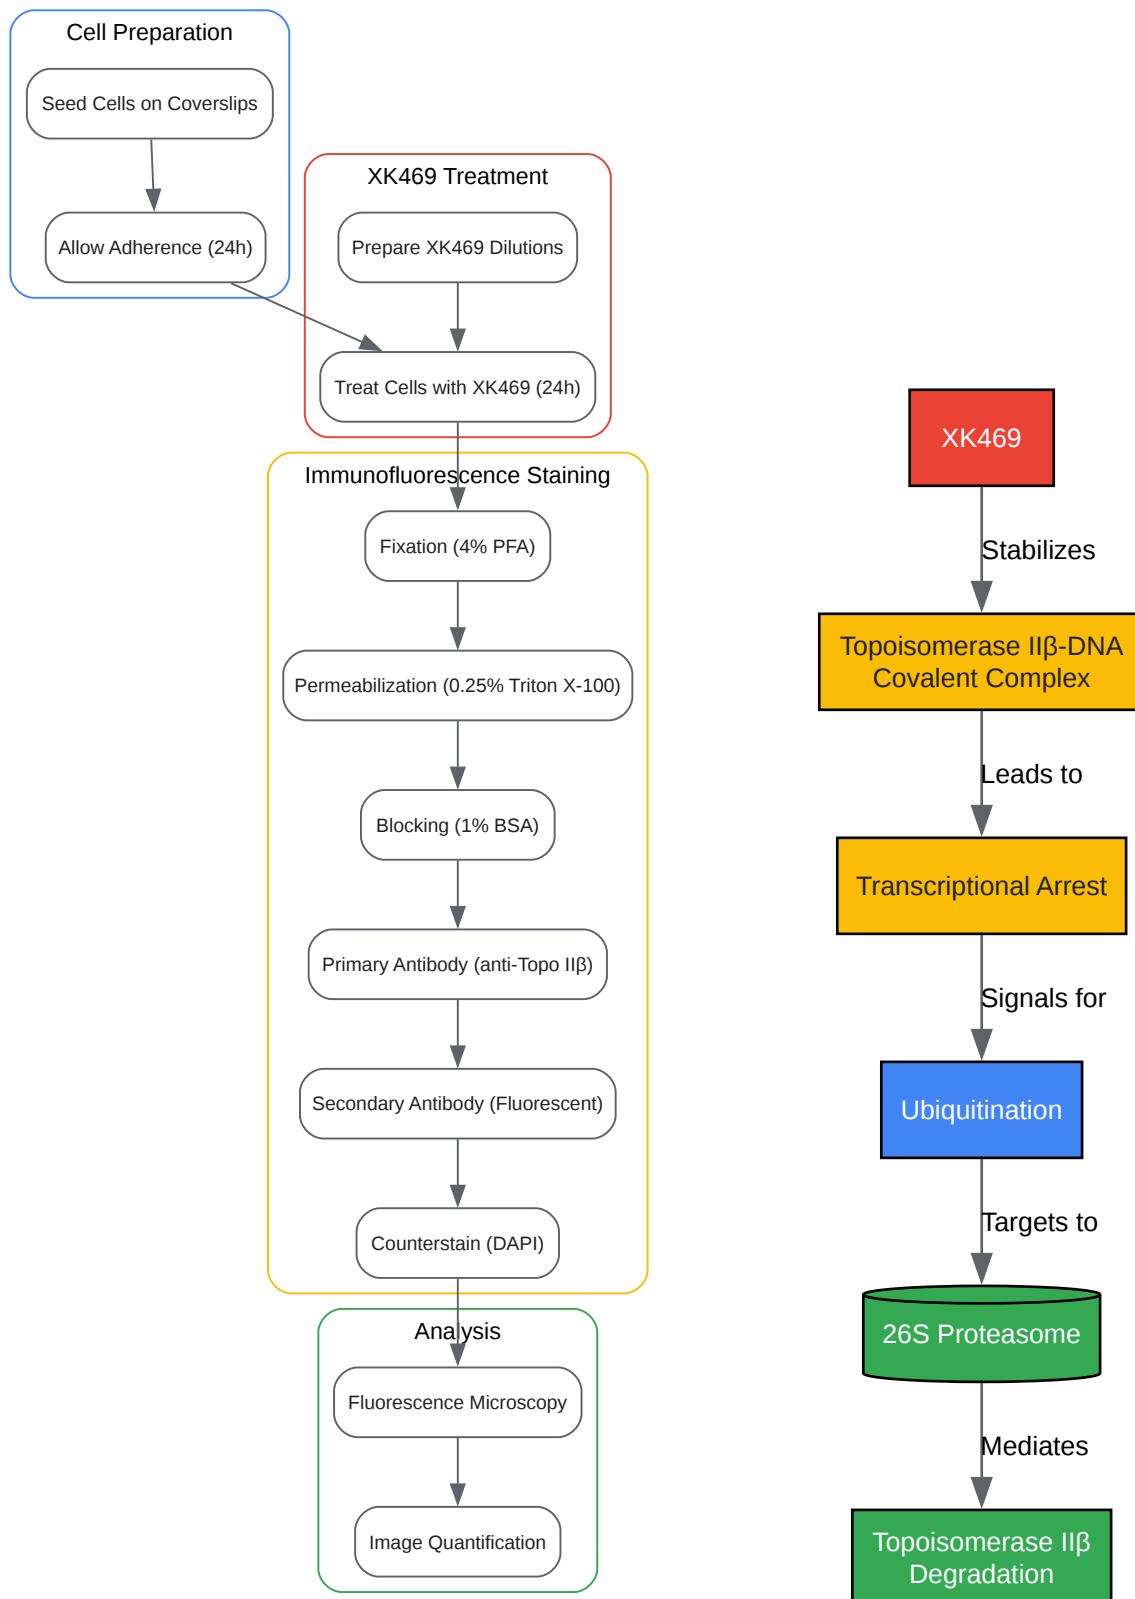 Cell Preparation
Seed Cells on Coverslips
Allow Adherence (24h)
XK469 Treatment
Prepare XK469 Dilutions
Treat Cells with XK469 (24h)
Immunofluorescence Staining
Fixation (4% PFA)
Permeabilization (0.25% Triton X-100)
Blocking (1% BSA)
Primary Antibody (anti-Topo IIβ)
Secondary Antibody (Fluorescent)
Counterstain (DAPI)
Analysis
Fluorescence Microscopy
Image Quantification
XK469
Stabilizes
Topoisomerase IIβ-DNA
Covalent Complex
Leads to
Transcriptional Arrest
Signals for
Ubiquitination
Targets to
26S Proteasome
Mediates
Topoisomerase IIβ
Degradation